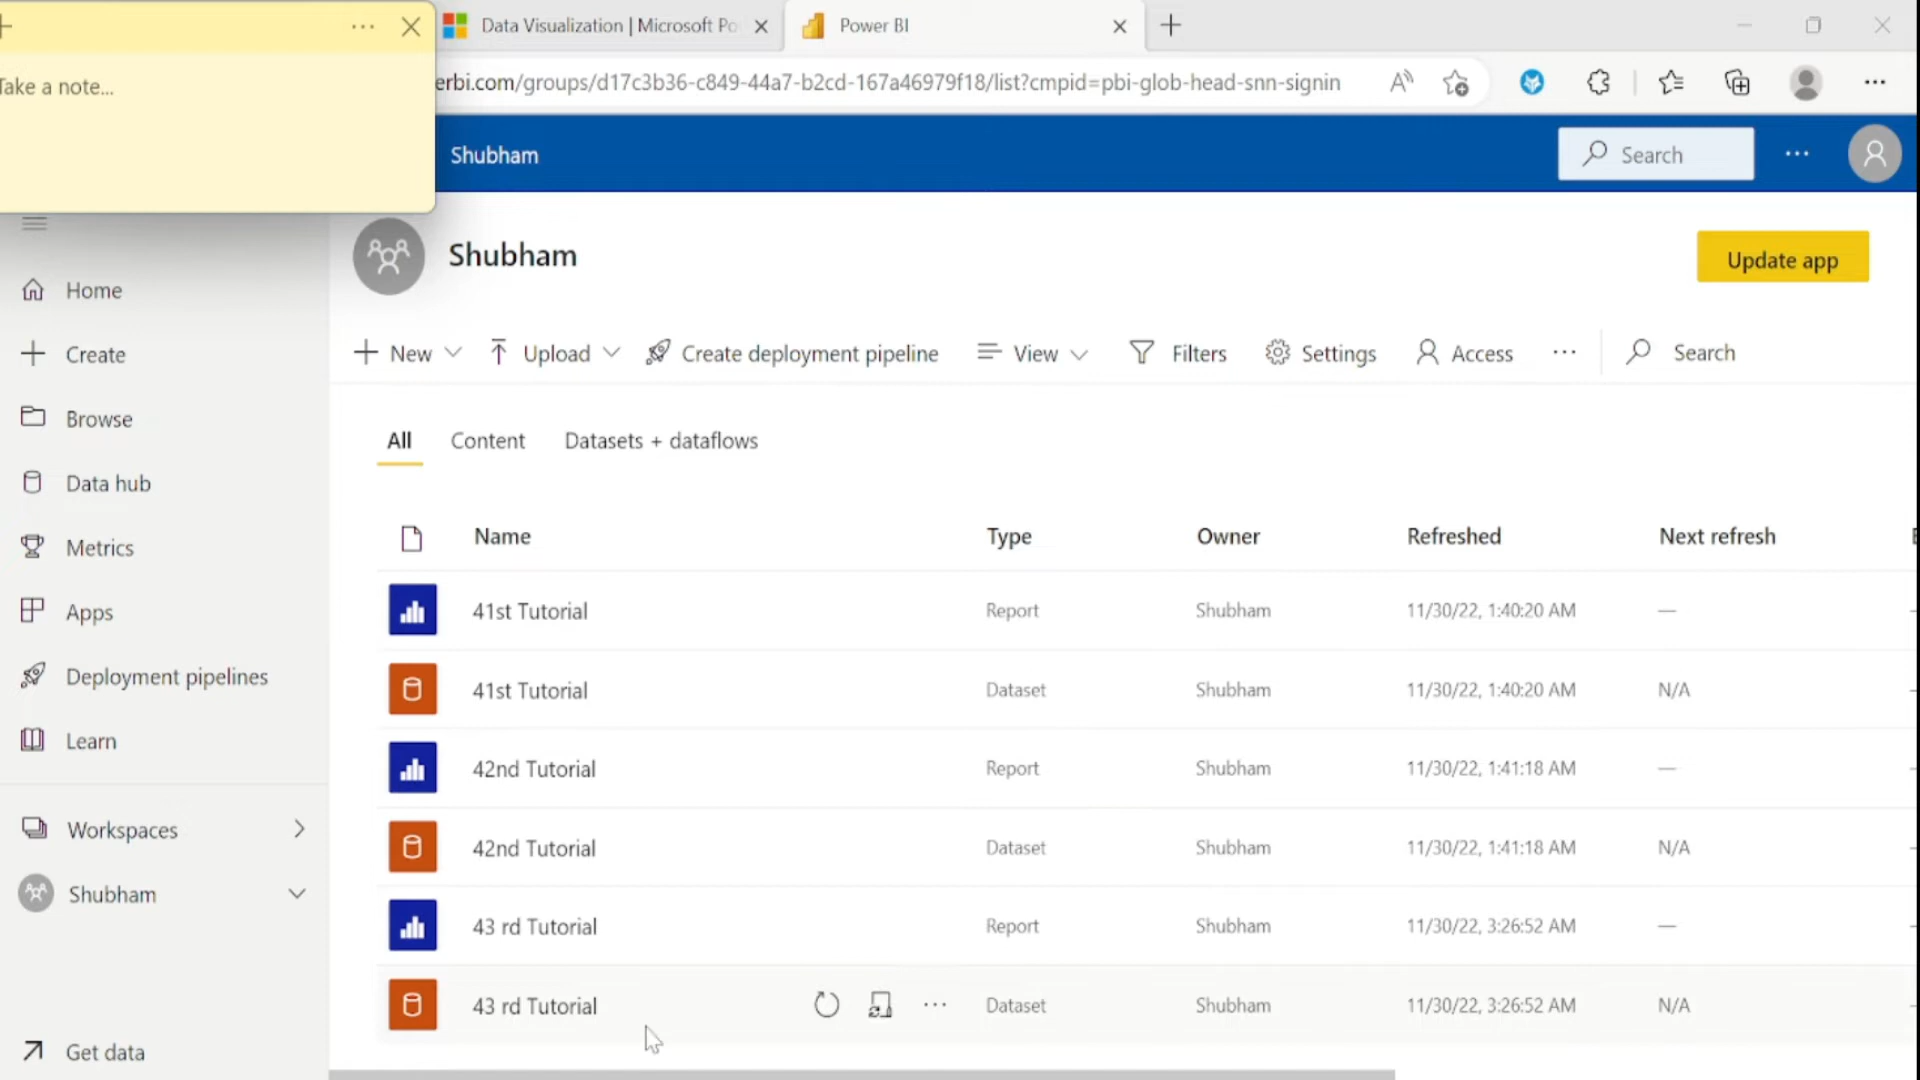 Data Visualization | Microsoft Po
Power BI
Take a note...
erbi.com/groups/d17c3b36-c849-44a7-b2cd-167a46979f18/list?cmpid=pbi-glob-head-snn-signin
Shubham
Search
Shubham
Update app
Home
Create
Browse
Data hub
Metrics
Apps
Deployment pipelines
Learn
Workspaces
Shubham
Get data
New
Upload
Create deployment pipeline
View
Filters
Settings
Access
Search
All
Content
Datasets + dataflows
Name Type Owner Refreshed Next refresh
41st Tutorial Report Shubham 11/30/22, 1:40:20 AM —
41st Tutorial Dataset Shubham 11/30/22, 1:40:20 AM N/A
42nd Tutorial Report Shubham 11/30/22, 1:41:18 AM —
42nd Tutorial Dataset Shubham 11/30/22, 1:41:18 AM N/A
43 rd Tutorial Report Shubham 11/30/22, 3:26:52 AM —
43 rd Tutorial Dataset Shubham 11/30/22, 3:26:52 AM N/A